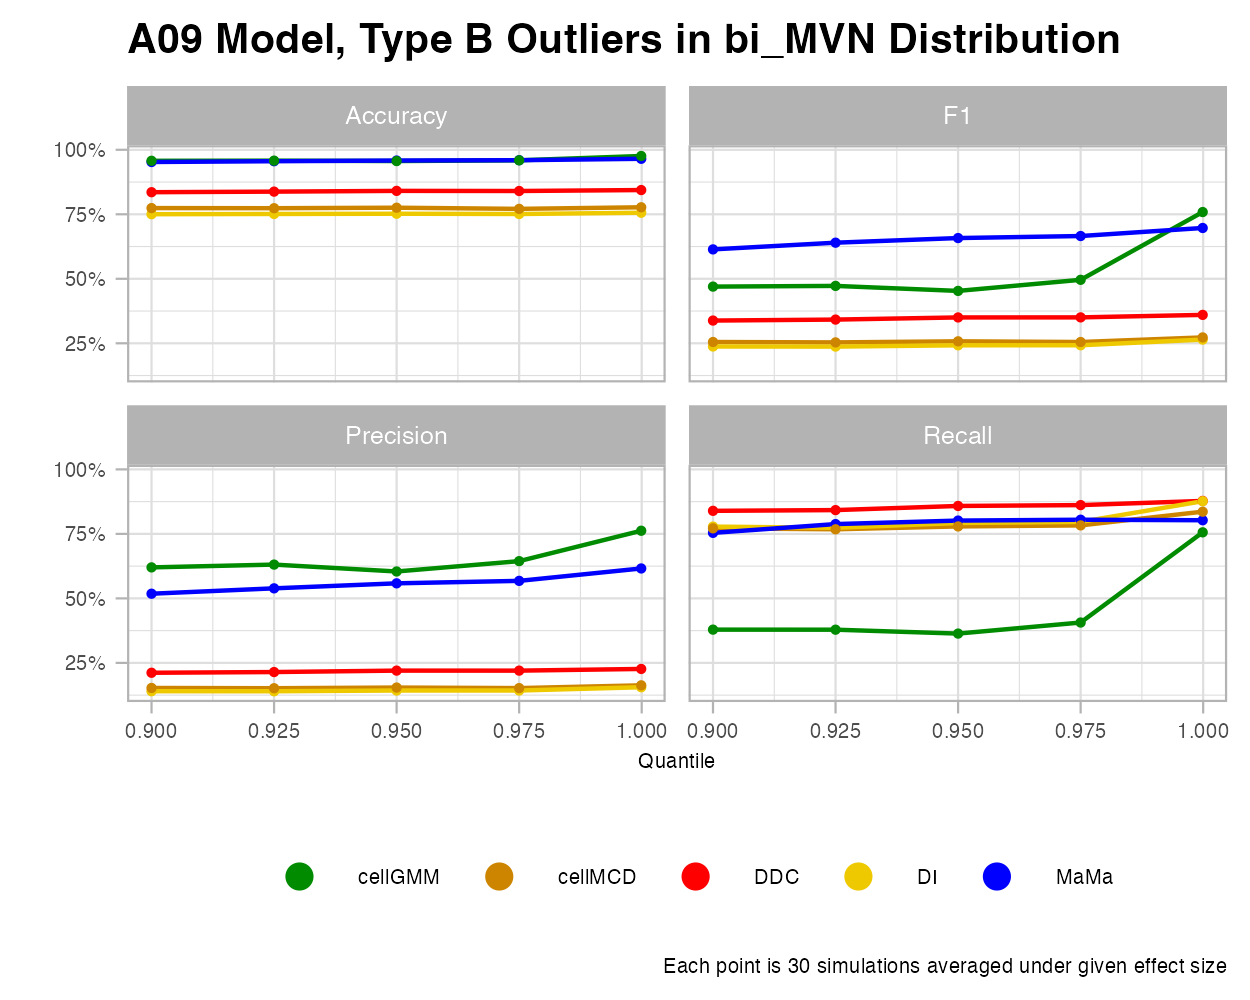 A09 Model, Type B Outliers in bi_MVN Distribution
Accuracy
F1
100%
75%
50%
25%
Precision
Recall
100%
75%
50%
25%
0.900 0.925 0.950 0.975 1.000 0.900 0.925 0.950 0.975 1.000
Quantile
cellGMM cellMCD DDC DI MaMa
Each point is 30 simulations averaged under given effect size